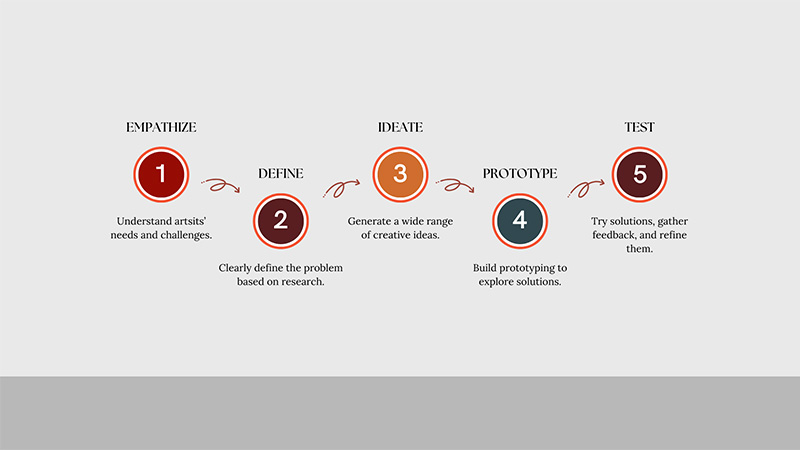 EMPATHIZE
1
Understand artsits'
needs and challenges.
DEFINE
2
Clearly define the problem
based on research.
IDEATE
3
Generate a wide range
of creative ideas.
PROTOTYPE
4
Build prototyping to
explore solutions.
TEST
5
Try solutions, gather
feedback, and refine
them.